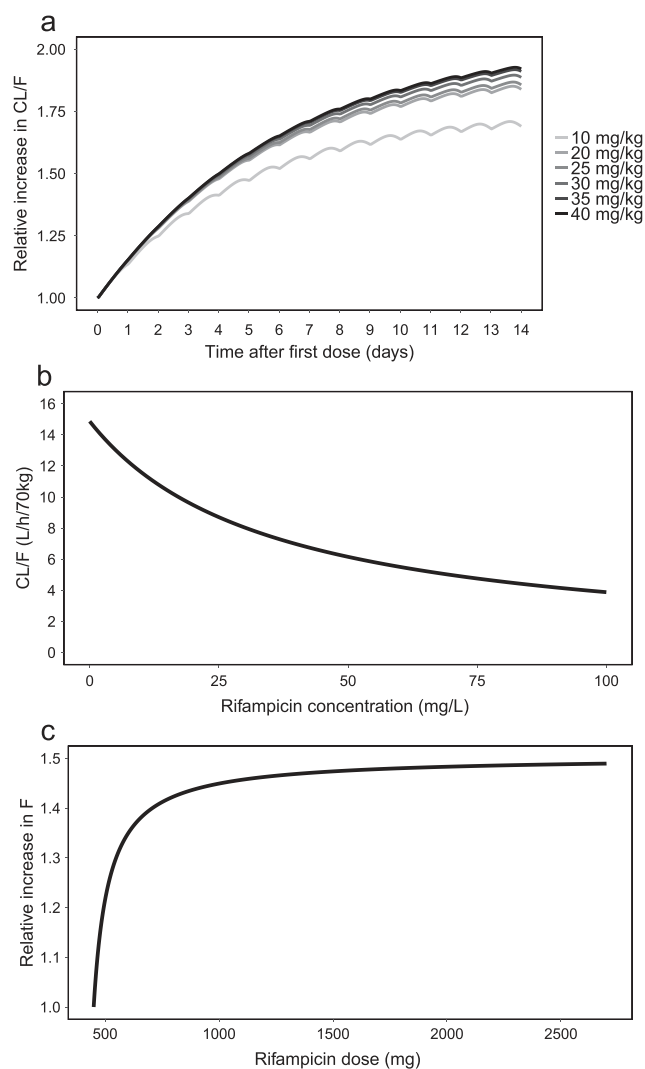 a
Relative increase in CL/F
2.00
1.75
1.50
1.25
1.00
0 1 2 3 4 5 6 7 8 9 10 11 12 13 14
Time after first dose (days)
10 mg/kg
20 mg/kg
25 mg/kg
30 mg/kg
35 mg/kg
40 mg/kg
b
CL/F (L/h/70kg)
16
14
12
10
8
6
4
2
0
0 25 50 75 100
Rifampicin concentration (mg/L)
c
Relative increase in F
1.5
1.4
1.3
1.2
1.1
1.0
500 1000 1500 2000 2500
Rifampicin dose (mg)